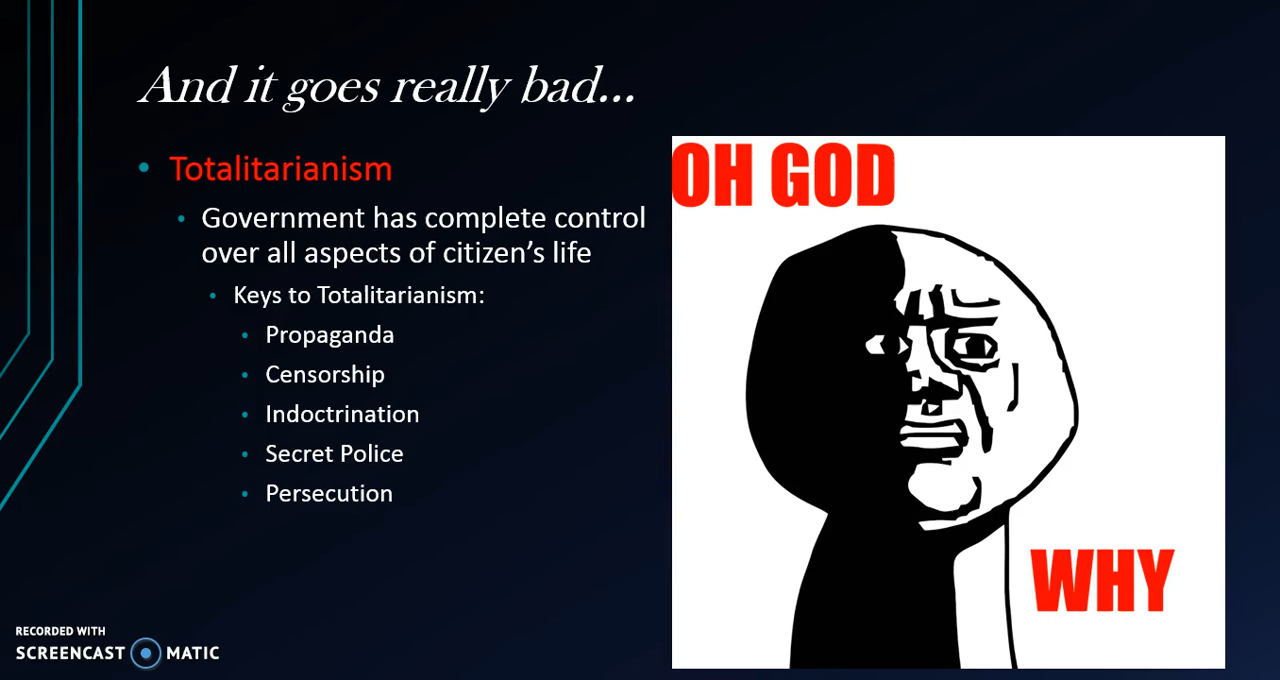 And it goes really bad...
• Totalitarianism
• Government has complete control
over all aspects of citizen's life
• Keys to Totalitarianism:
• Propaganda
• Censorship
• Indoctrination
• Secret Police
• Persecution
OH GOD
WHY
RECORDED WITH
SCREENCAST MATIC